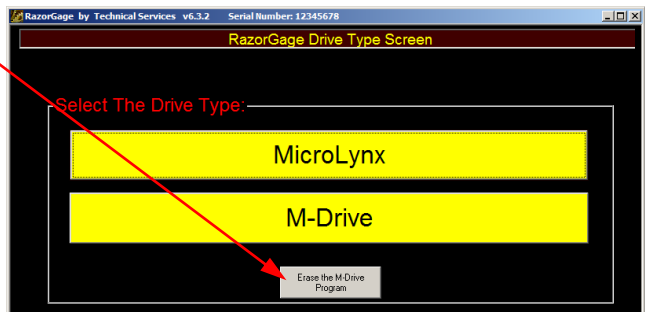 RazorGage by Technical Services v6.3.2 Serial Number: 12345678
RazorGage Drive Type Screen
Select The Drive Type:
MicroLynx
M-Drive
Erase the M-Drive
Program